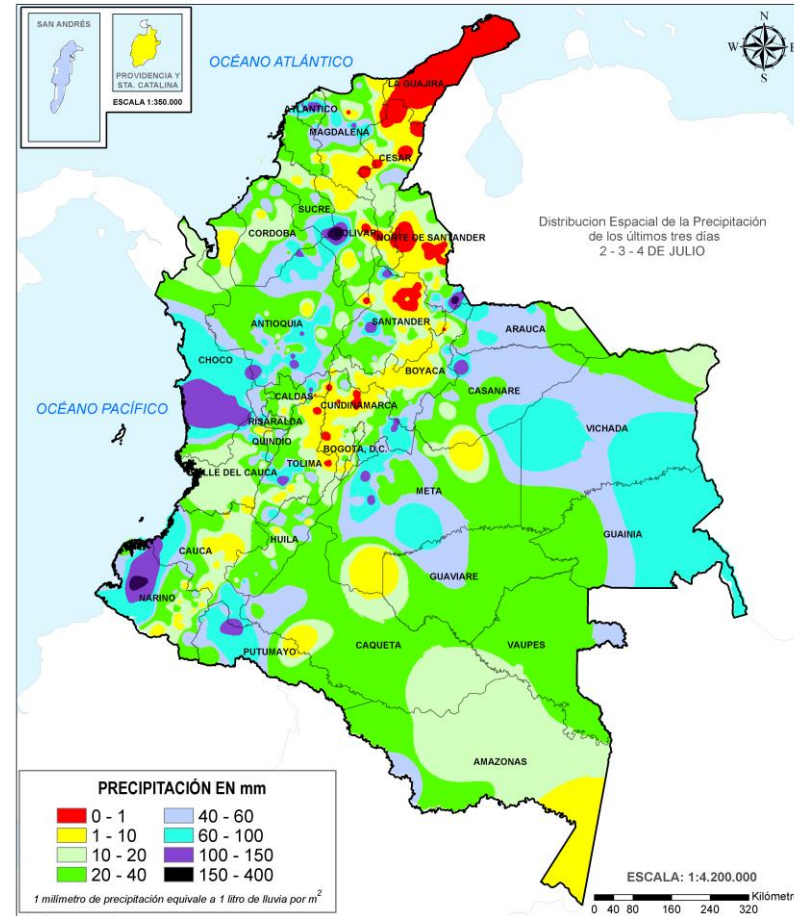 SAN ANDRÉS
PROVIDENCIA Y
STA. CATALINA
ESCALA 1:350.000
OCÉANO ATLÁNTICO
N
W
E
S
LA GUAJIRA
ATLANTICO
MAGDALENA
CESAR
SUCRE
CORDOBA
BOLIVAR
NORTE DE SANTANDER
Distribucion Espacial de la Precipitación
de los últimos tres días
2 - 3 - 4 DE JULIO
ANTIOQUIA
SANTANDER
ARAUCA
CHOCO
BOYACA
CASANARE
OCÉANO PACÍFICO
CALDAS
CUNDINAMARCA
RISARALDA
VICHADA
QUINDIO
BOGOTA, D.C.
TOLIMA
VALLE DEL CAUCA
META
GUAINIA
CAUCA
HUILA
GUAVIARE
NARINO
PUTUMAYO
CAQUETA
VAUPES
AMAZONAS
PRECIPITACIÓN EN mm
0 - 1
40 - 60
1 - 10
60 - 100
10 - 20
100 - 150
20 - 40
150 - 400
1 milímetro de precipitación equivale a 1 litro de lluvia por m²
ESCALA: 1:4.200.000
Kilómetr
0 40 80 160 240 320